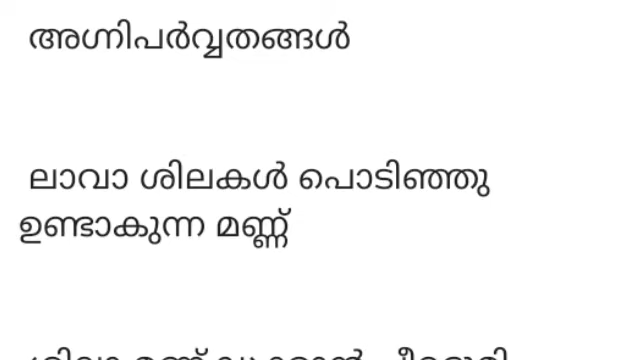 അഗ്നിപർവ്വതങ്ങൾ
ലാവാ ശിലകൾ പൊടിഞ്ഞു
ഉണ്ടാകുന്ന മണ്ണ്